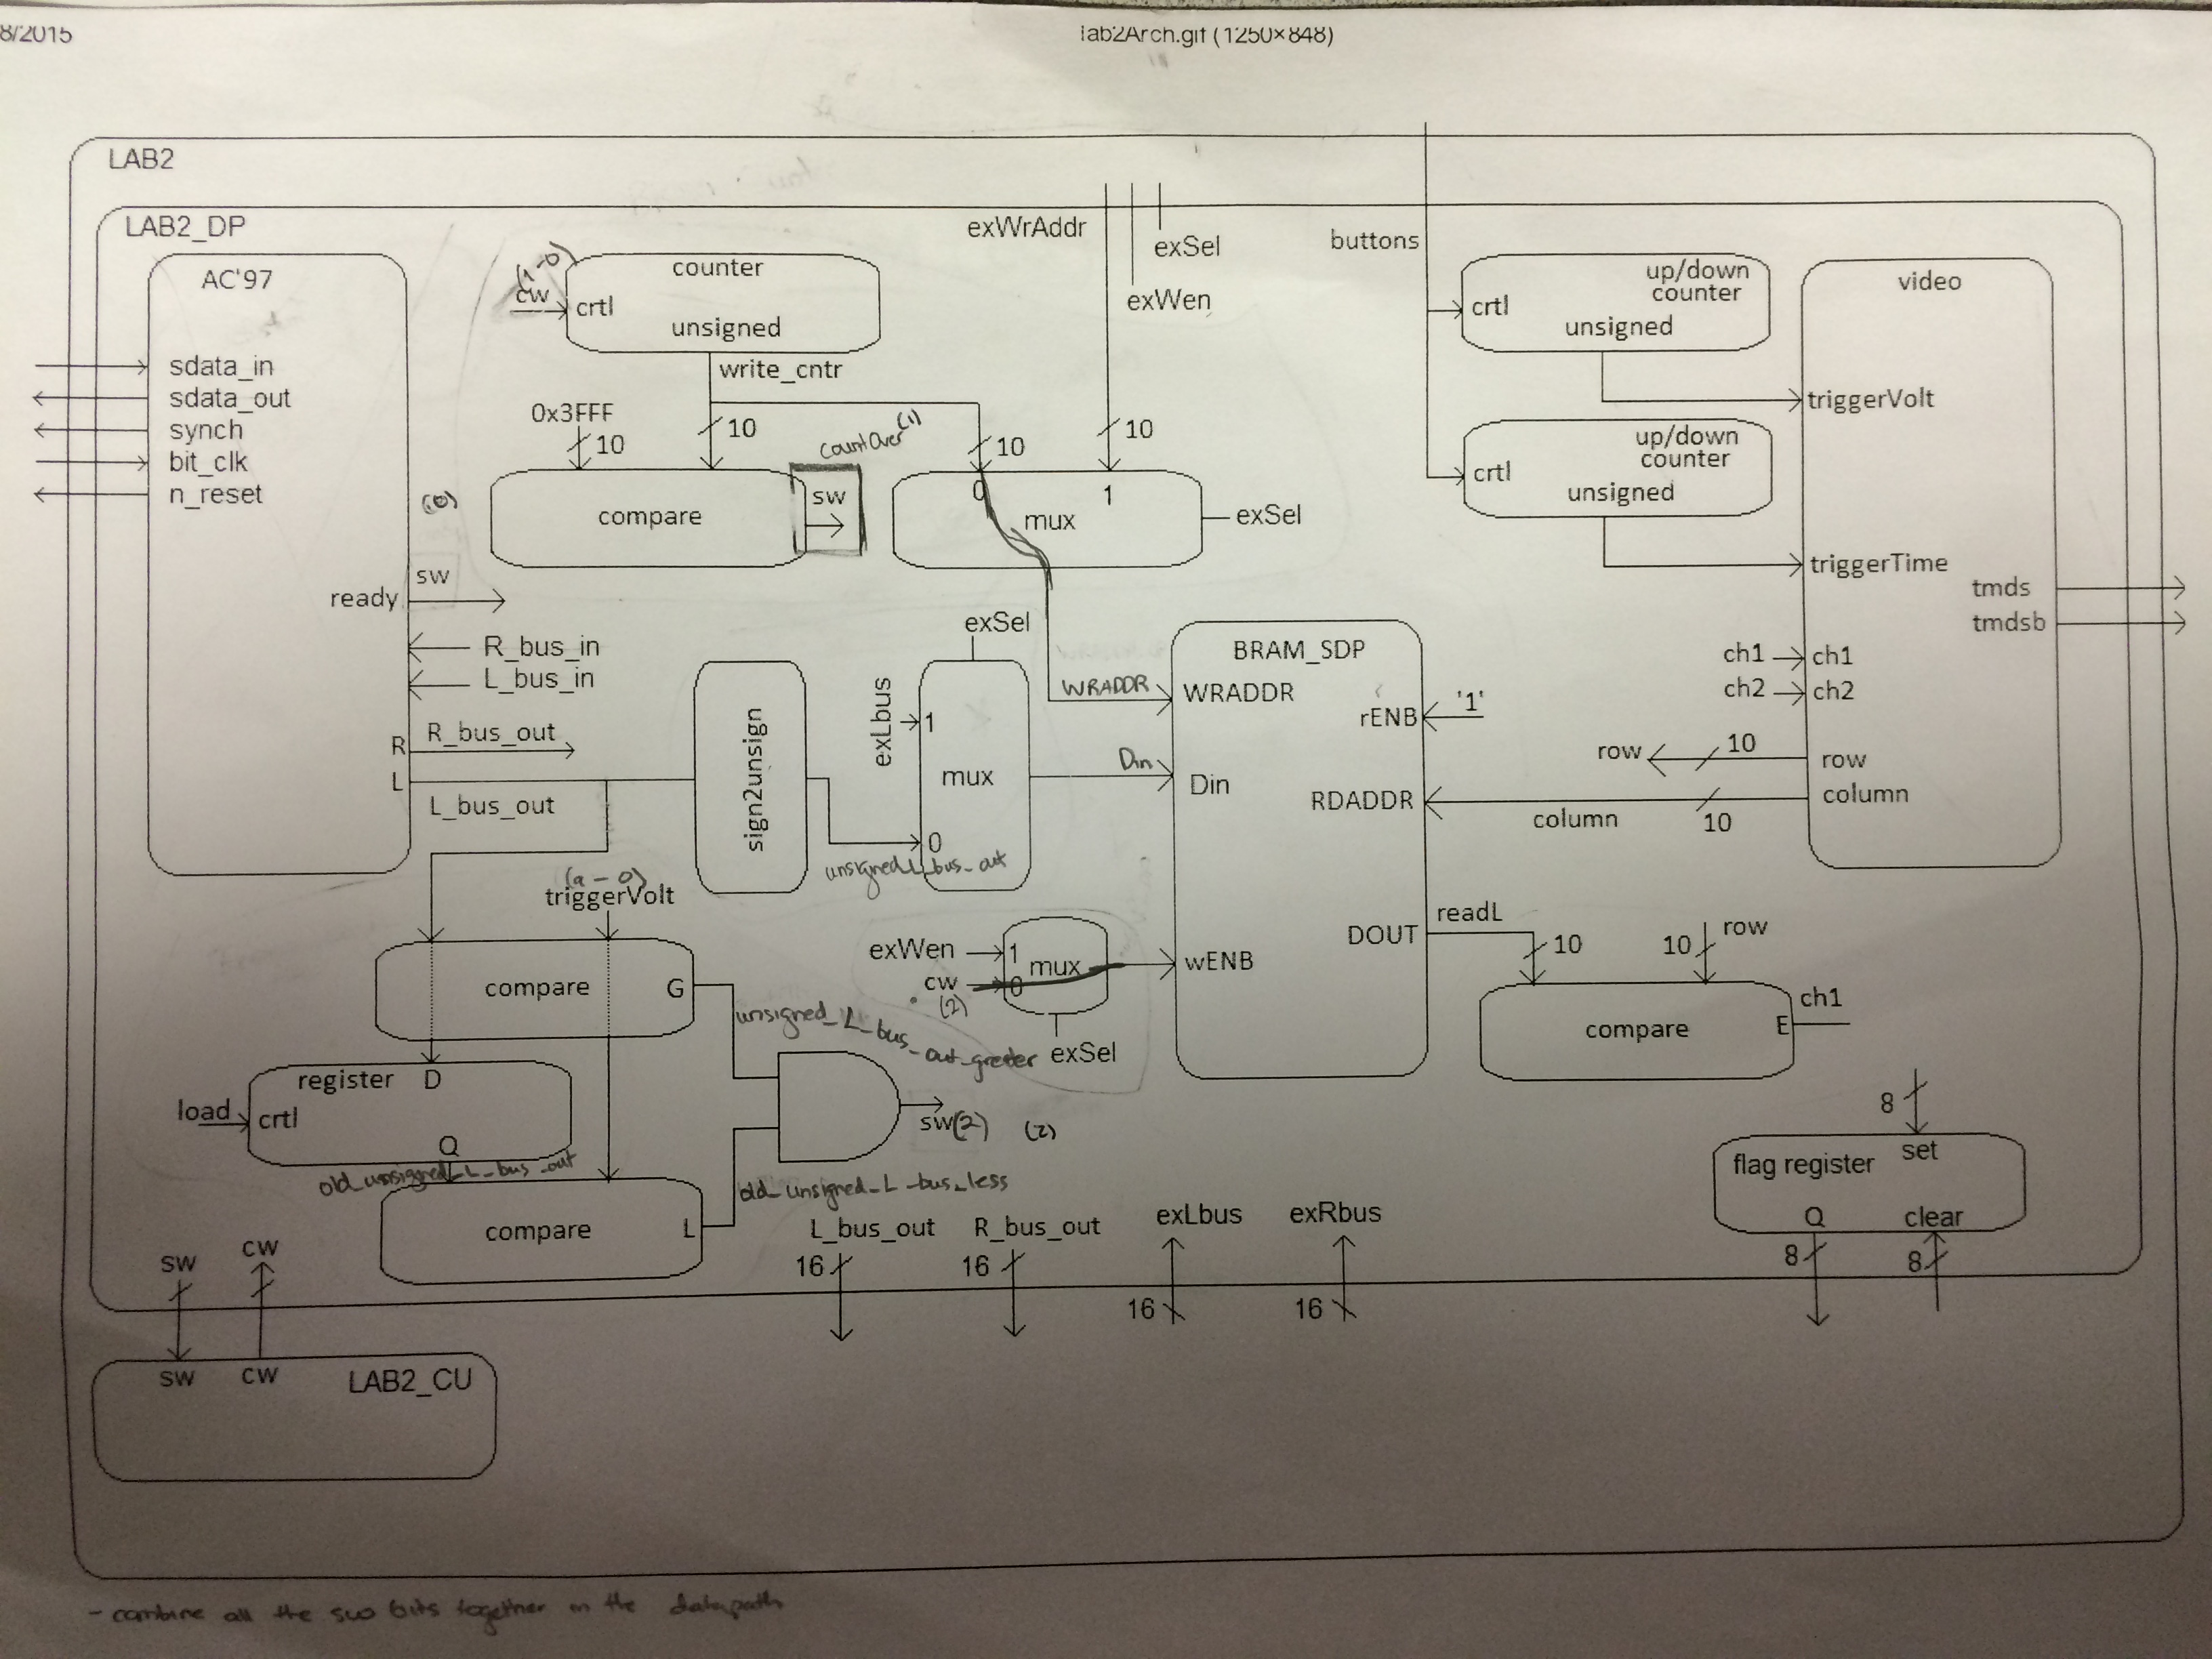 8/2015
lab2Arch.gif (1250×848)
LAB2
LAB2_DP
AC'97
sdata_in
sdata_out
synch
bit_clk
n_reset
ready
sw
(0)
R_bus_in
L_bus_in
R
R_bus_out
L
L_bus_out
(1-0)
cw
crtl
counter
unsigned
write_cntr
0x3FFF
10
10
compare
sw
CountOver
(1)
exWrAddr
exWen
exSel
10
10
0
mux
1
exSel
buttons
crtl
up/down
counter
unsigned
crtl
up/down
counter
unsigned
video
triggerVolt
triggerTime
ch1
ch1
ch2
ch2
row
row
10
column
column
10
tmds
tmdsb
sign2unsign
exLbus
1
0
mux
exSel
unsigned_L_bus_out
WRADDR
Din
BRAM_SDP
WRADDR
Din
wENB
rENB
'1'
RDADDR
DOUT
readL
10
10
row
compare
E
ch1
exWen
1
cw
(2)
0
mux
exSel
(9-0)
triggerVolt
compare
G
unsigned_L_bus_out_greater
load
crtl
register
D
Q
old_unsigned_L_bus_out
compare
L
old_unsigned_L_bus_less
sw(2)
(2)
sw
cw
sw
cw
LAB2_CU
L_bus_out
16
R_bus_out
16
exLbus
16
exRbus
16
flag register
set
8
Q
8
clear
8
- combine all the sw bits together in the datapath